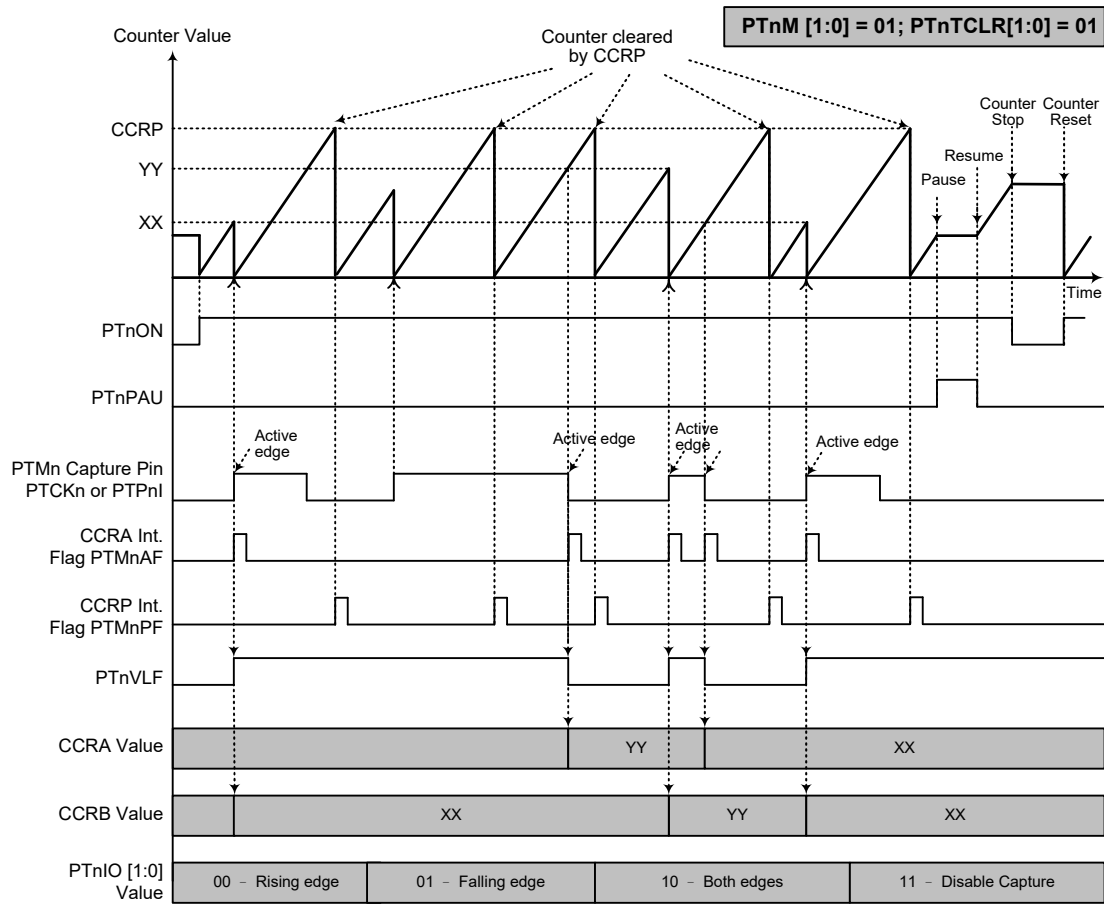 PTnM [1:0] = 01; PTnTCLR[1:0] = 01
Counter Value
Counter cleared
by CCRP
Counter
Stop
Counter
Reset
CCRP
YY
Resume
Pause
XX
Time
PTnON
PTnPAU
Active
edge
Active edge
Active
edge
Active edge
PTMn Capture Pin
PTCKn or PTPnI
CCRA Int.
Flag PTMnAF
CCRP Int.
Flag PTMnPF
PTnVLF
CCRA Value
YY
XX
CCRB Value
XX
YY
XX
PTnIO [1:0]
Value
00 – Rising edge
01 – Falling edge
10 – Both edges
11 – Disable Capture